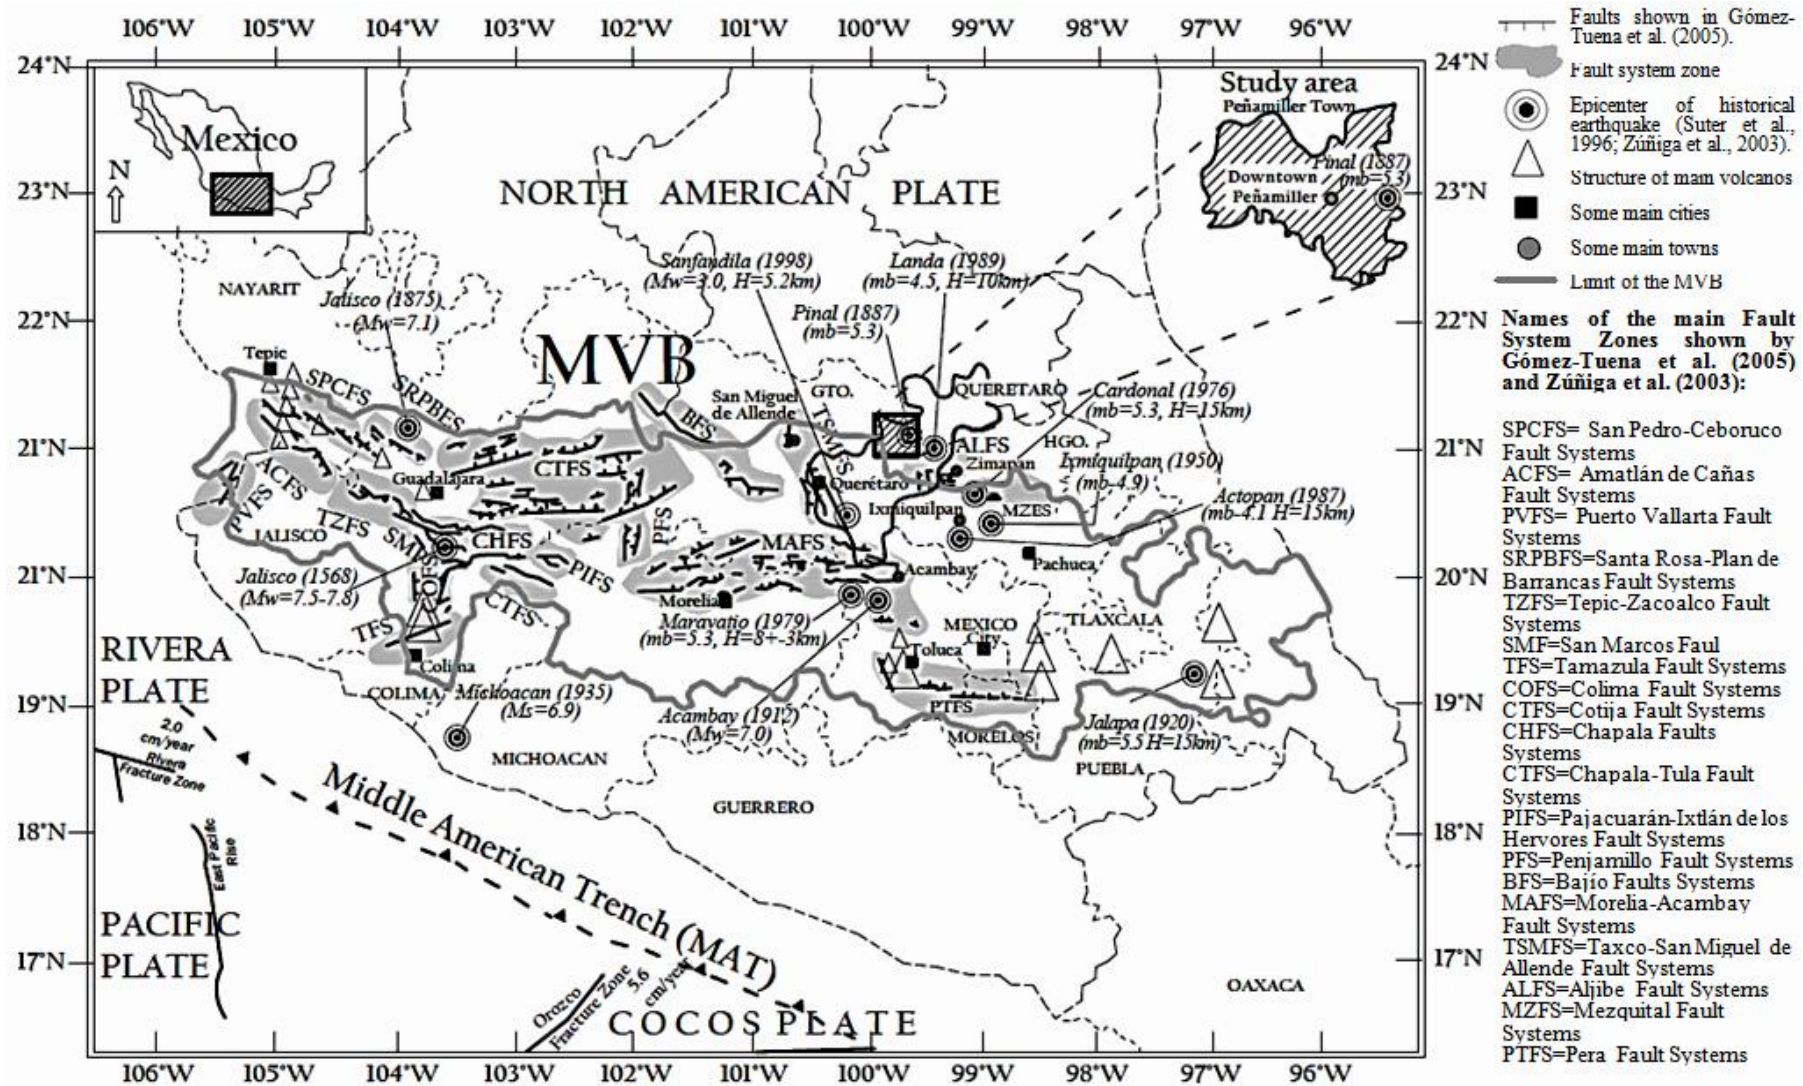 106°W 105°W 104°W 103°W 102°W 101°W 100°W 99°W 98°W 97°W 96°W
24°N
23°N
22°N
21°N
21°N
20°N
19°N
18°N
17°N
24°N
23°N
22°N
21°N
20°N
19°N
18°N
17°N
Mexico
N
NORTH AMERICAN PLATE
Study area
Peñamiller Town
Pinal (1887)
(mb=5.3)
Downtown
Peñamiller
NAYARIT
Jalisco (1875)
(Mw=7.1)
Sanfandila (1998)
(Mw=3.0, H=5.2km)
Landa (1989)
(mb=4.5, H=10km)
Pinal (1887)
(mb=5.3)
MVB
Tepic
SPCFS
SRPBFS
BFS
San Miguel
de Allende
GTO.
TSMFS
QUERETARO
Cardonal (1976)
(mb=5.3, H=15km)
ALFS
HGO.
Zimapan
Ixmiquilpan (1950)
(mb-4.9)
CTFS
Guadalajara
ACFS
PVFS
Querétaro
Ixmiquilpan
MZFS
Actopan (1987)
(mb-4.1 H=15km)
TZFS
JALISCO
SMF
CHFS
PFS
MAFS
COFS
PIFS
CTFS
Acambay
Pachuca
Jalisco (1568)
(Mw=7.5-7.8)
Morelia
Maravatio (1979)
(mb=5.3, H=8+-3km)
TFS
MEXICO
City
TLAXCALA
Toluca
RIVERA
PLATE
Colima
COLIMA
Michoacan (1935)
(Ms=6.9)
Acambay (1912)
(Mw=7.0)
PTFS
MORELOS
Jalapa (1920)
(mb=5.5 H=15km)
PUEBLA
2.0
cm/year
Rivera
Fracture Zone
MICHOACAN
GUERRERO
Middle American Trench (MAT)
East Pacific
Rise
PACIFIC
PLATE
Orozco
Fracture Zone
5.6
cm/year
COCOS PLATE
OAXACA
106°W 105°W 104°W 103°W 102°W 101°W 100°W 99°W 98°W 97°W 96°W
Faults shown in Gómez-
Tuena et al. (2005).
Fault system zone
Epicenter of historical
earthquake (Suter et al.,
1996; Zúñiga et al., 2003).
Structure of main volcanos
Some main cities
Some main towns
Limit of the MVB
Names of the main Fault
System Zones shown by
Gómez-Tuena et al. (2005)
and Zúñiga et al. (2003):
SPCFS= San Pedro-Ceboruco
Fault Systems
ACFS= Amatlán de Cañas
Fault Systems
PVFS= Puerto Vallarta Fault
Systems
SRPBFS=Santa Rosa-Plan de
Barrancas Fault Systems
TZFS=Tepic-Zacoalco Fault
Systems
SMF=San Marcos Faul
TFS=Tamazula Fault Systems
COFS=Colima Fault Systems
CTFS=Cotija Fault Systems
CHFS=Chapala Faults
Systems
CTFS=Chapala-Tula Fault
Systems
PIFS=Pajacuarán-Ixtlán de los
Hervores Fault Systems
PFS=Penjamillo Fault Systems
BFS=Bajío Faults Systems
MAFS=Morelia-Acambay
Fault Systems
TSMFS=Taxco-San Miguel de
Allende Fault Systems
ALFS=Aljibe Fault Systems
MZFS=Mezquital Fault
Systems
PTFS=Pera Fault Systems